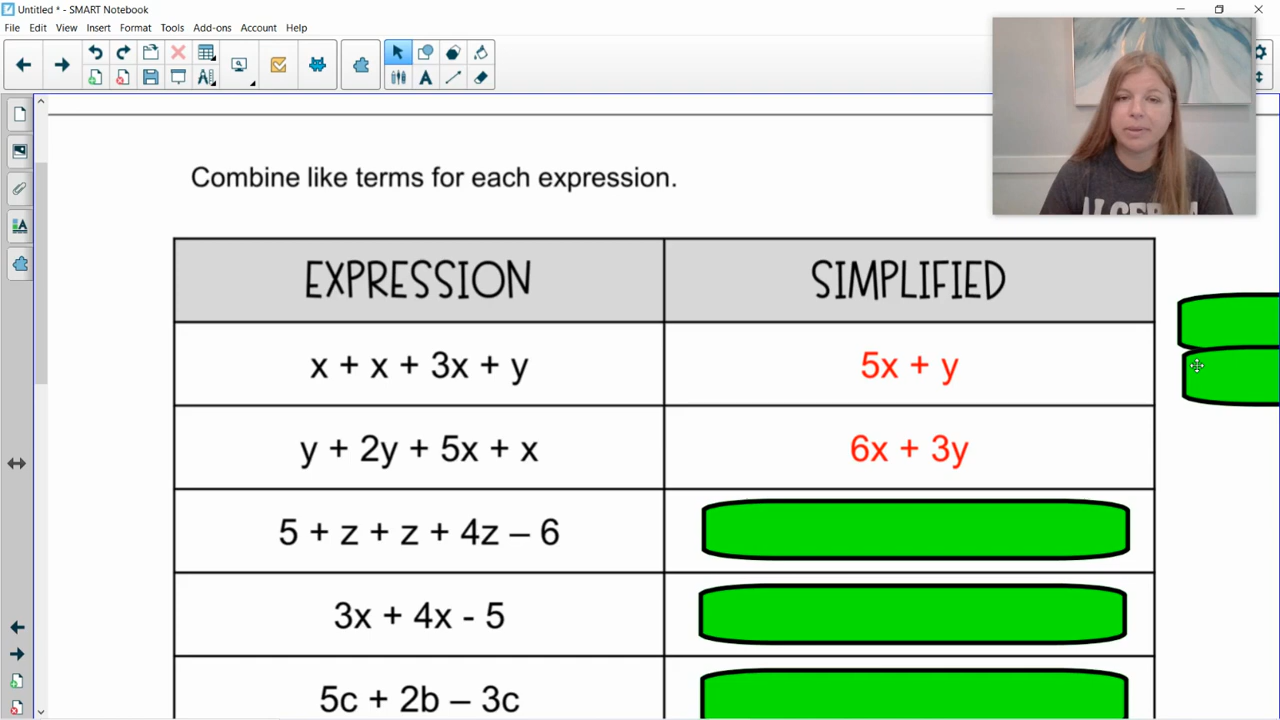 Untitled * - SMART Notebook
File Edit View Insert Format Tools Add-ons Account Help
Combine like terms for each expression.
EXPRESSION SIMPLIFIED
x + x + 3x + y 5x + y
y + 2y + 5x + x 6x + 3y
5 + z + z + 4z – 6
3x + 4x - 5
5c + 2b – 3c